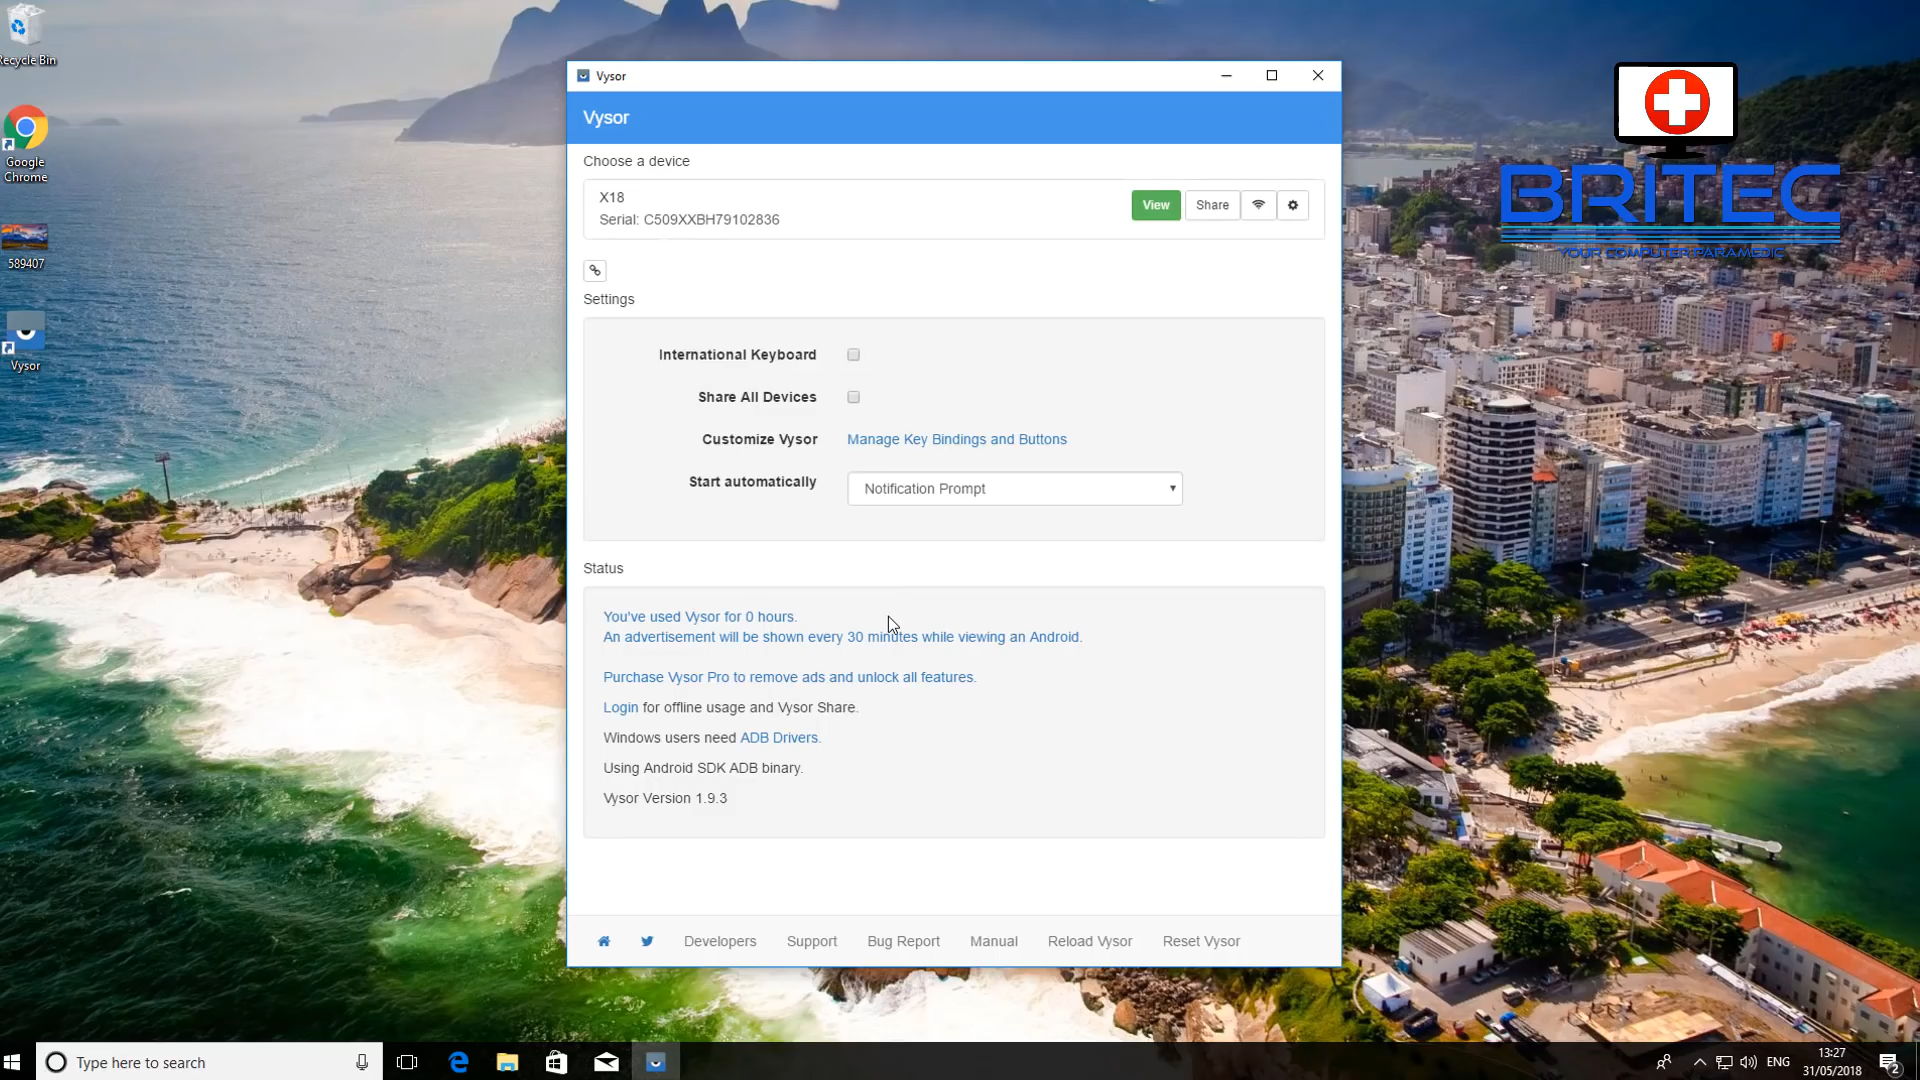 Recycle Bin
Google
Chrome
589407
Vysor
Vysor
Vysor
Choose a device
X18
Serial: C509XXBH79102836
View
Share
Settings
International Keyboard
Share All Devices
Customize Vysor
Manage Key Bindings and Buttons
Start automatically
Notification Prompt
Status
You've used Vysor for 0 hours.
An advertisement will be shown every 30 minutes while viewing an Android.
Purchase Vysor Pro to remove ads and unlock all features.
Login for offline usage and Vysor Share.
Windows users need ADB Drivers.
Using Android SDK ADB binary.
Vysor Version 1.9.3
Developers
Support
Bug Report
Manual
Reload Vysor
Reset Vysor
BRITEC
YOUR COMPUTER PARAMEDIC
Type here to search
ENG
13:27
31/05/2018
2